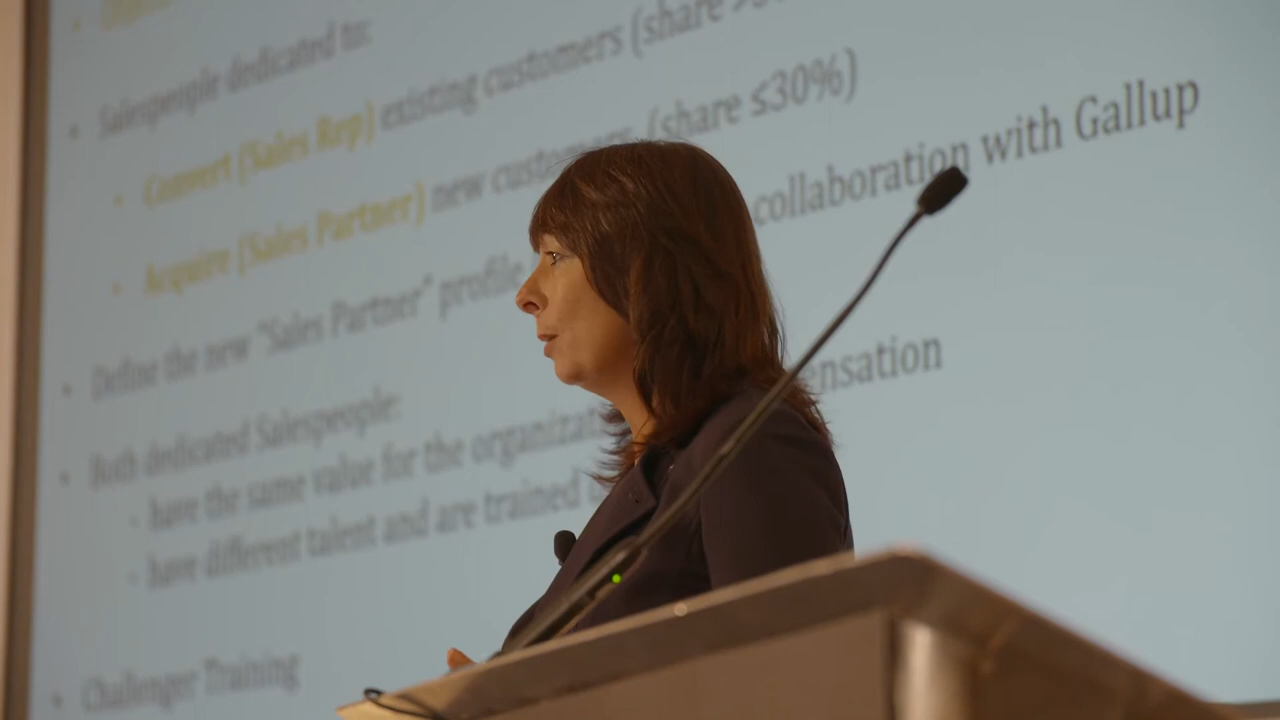 Salespeople dedicated to:
Convert (Sales Rep) existing customers (share
Acquire (Sales Partner) new customers (share ≤30%)
Define the new "Sales Partner" profile collaboration with Gallup
Both dedicated Salespeople:
- have the same value for the
- have different talent and are trained
Challenger Training